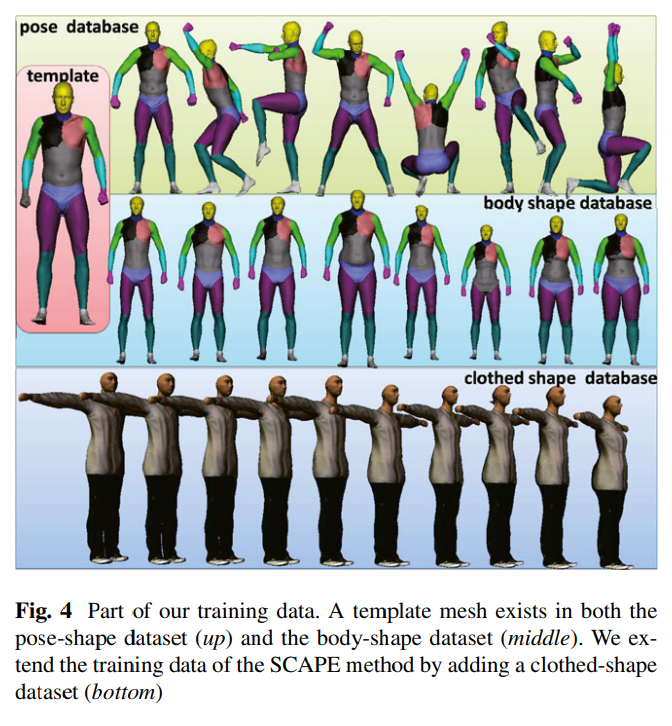 pose database
template
body shape database
clothed shape database
Fig. 4 Part of our training data. A template mesh exists in both the
pose-shape dataset (up) and the body-shape dataset (middle). We ex-
tend the training data of the SCAPE method by adding a clothed-shape
dataset (bottom)